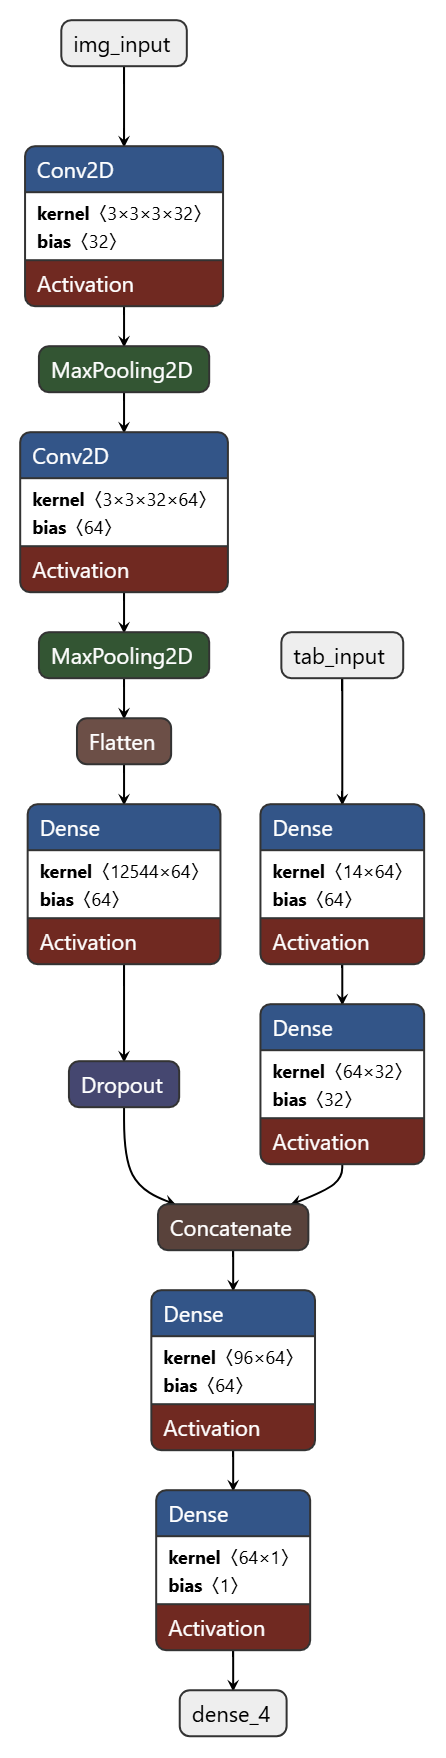 img_input
Conv2D
kernel〈3×3×3×32〉
bias〈32〉
Activation
MaxPooling2D
Conv2D
kernel〈3×3×32×64〉
bias〈64〉
Activation
MaxPooling2D
Flatten
Dense
kernel〈12544×64〉
bias〈64〉
Activation
Dropout
tab_input
Dense
kernel〈14×64〉
bias〈64〉
Activation
Dense
kernel〈64×32〉
bias〈32〉
Activation
Concatenate
Dense
kernel〈96×64〉
bias〈64〉
Activation
Dense
kernel〈64×1〉
bias〈1〉
Activation
dense_4